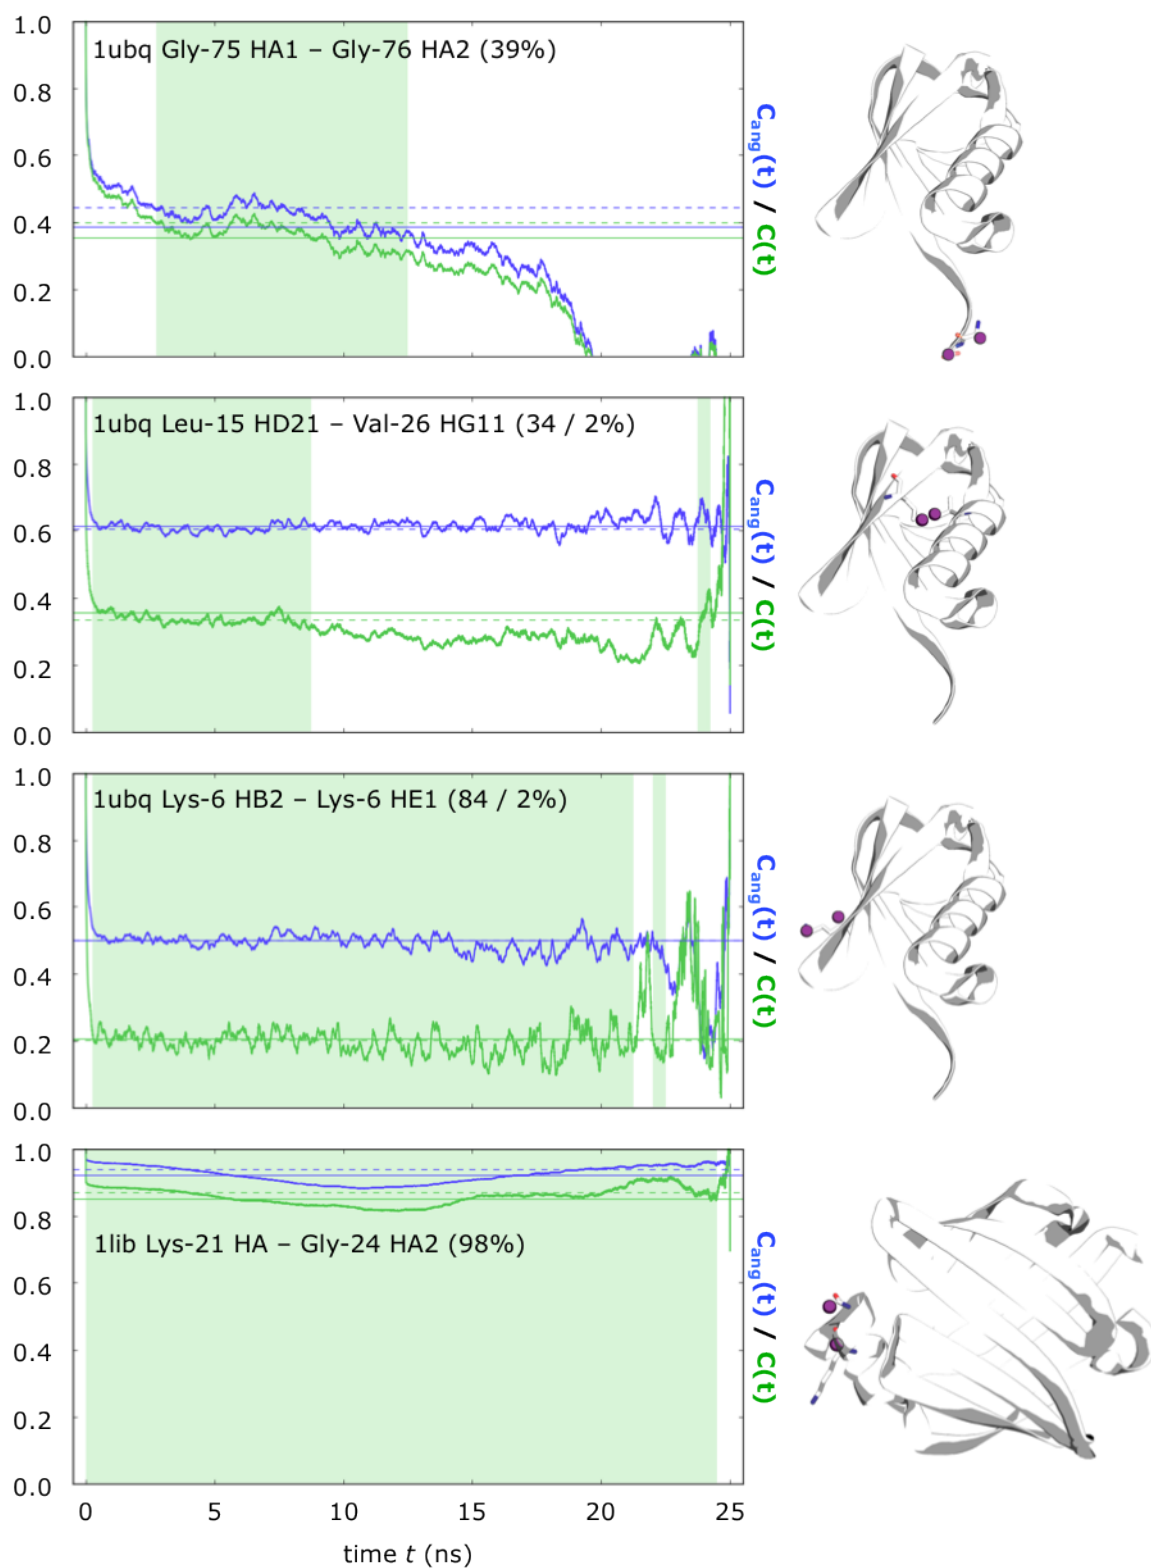 1.0
1ubq Gly-75 HA1 – Gly-76 HA2 (39%)
0.8
0.6
0.4
0.2
0.0
Cang(t) / C(t)
1.0
1ubq Leu-15 HD21 – Val-26 HG11 (34 / 2%)
0.8
0.6
0.4
0.2
0.0
Cang(t) / C(t)
1.0
1ubq Lys-6 HB2 – Lys-6 HE1 (84 / 2%)
0.8
0.6
0.4
0.2
0.0
Cang(t) / C(t)
1.0
0.8
1lib Lys-21 HA – Gly-24 HA2 (98%)
0.6
0.4
0.2
0.0
Cang(t) / C(t)
0 5 10 15 20 25
time t (ns)